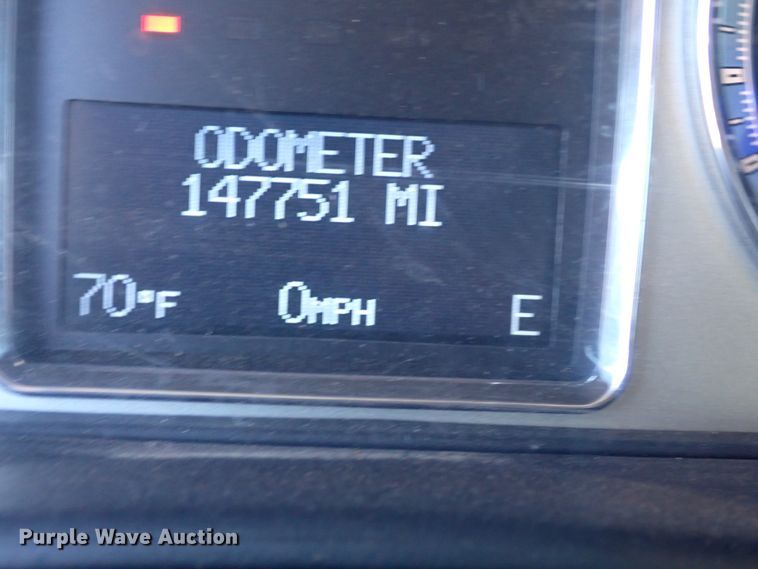 ODOMETER
147751 MI
70°F 0MPH E
Purple Wave Auction